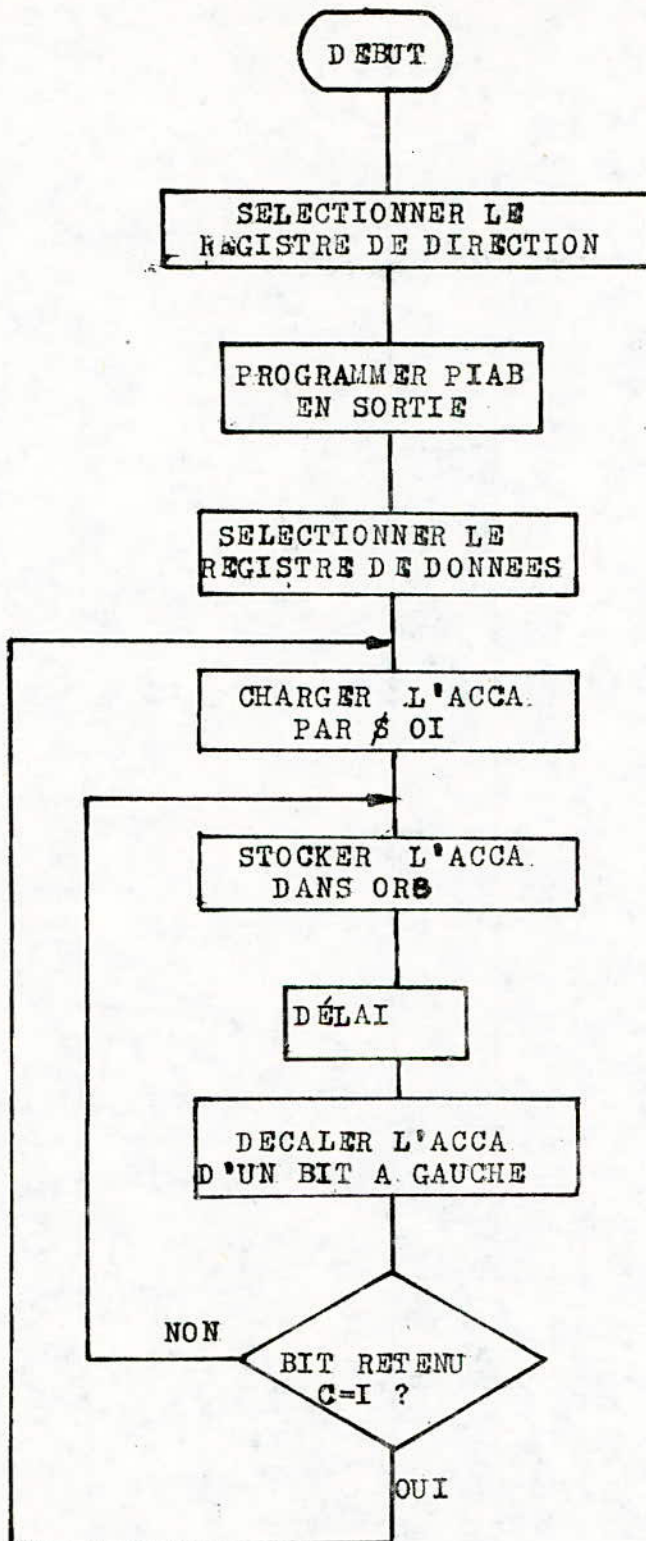 DEBUT
SELECTIONNER LE
REGISTRE DE DIRECTION
PROGRAMMER PIAB
EN SORTIE
SELECTIONNER LE
REGISTRE DE DONNEES
CHARGER L'ACCA
PAR $ OI
STOCKER L'ACCA
DANS ORB
DÉLAI
DECALER L'ACCA
D'UN BIT A GAUCHE
NON
BIT RETENU
C=I ?
OUI